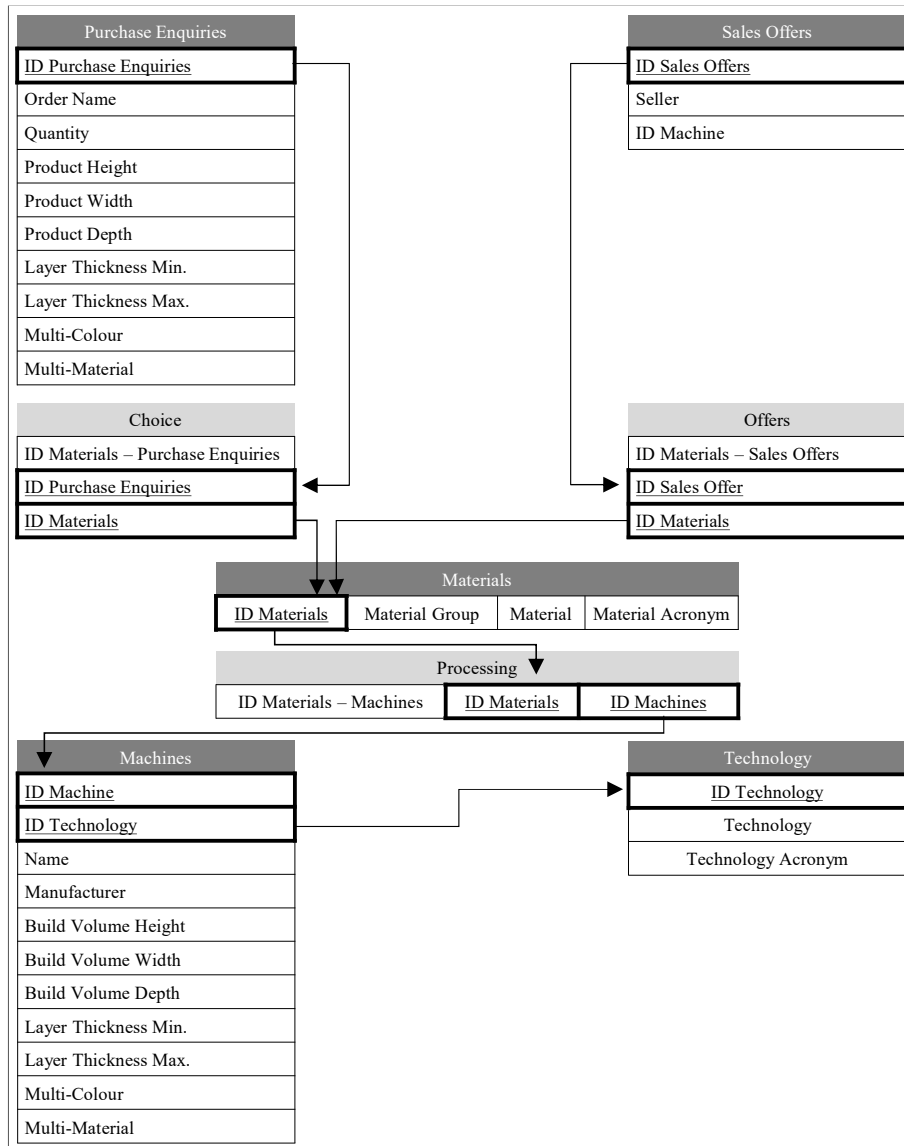 Purchase Enquiries
ID Purchase Enquiries
Order Name
Quantity
Product Height
Product Width
Product Depth
Layer Thickness Min.
Layer Thickness Max.
Multi-Colour
Multi-Material
Sales Offers
ID Sales Offers
Seller
ID Machine
Choice
ID Materials – Purchase Enquiries
ID Purchase Enquiries
ID Materials
Offers
ID Materials – Sales Offers
ID Sales Offer
ID Materials
Materials
ID Materials Material Group Material Material Acronym
Processing
ID Materials – Machines ID Materials ID Machines
Machines
ID Machine
ID Technology
Name
Manufacturer
Build Volume Height
Build Volume Width
Build Volume Depth
Layer Thickness Min.
Layer Thickness Max.
Multi-Colour
Multi-Material
Technology
ID Technology
Technology
Technology Acronym